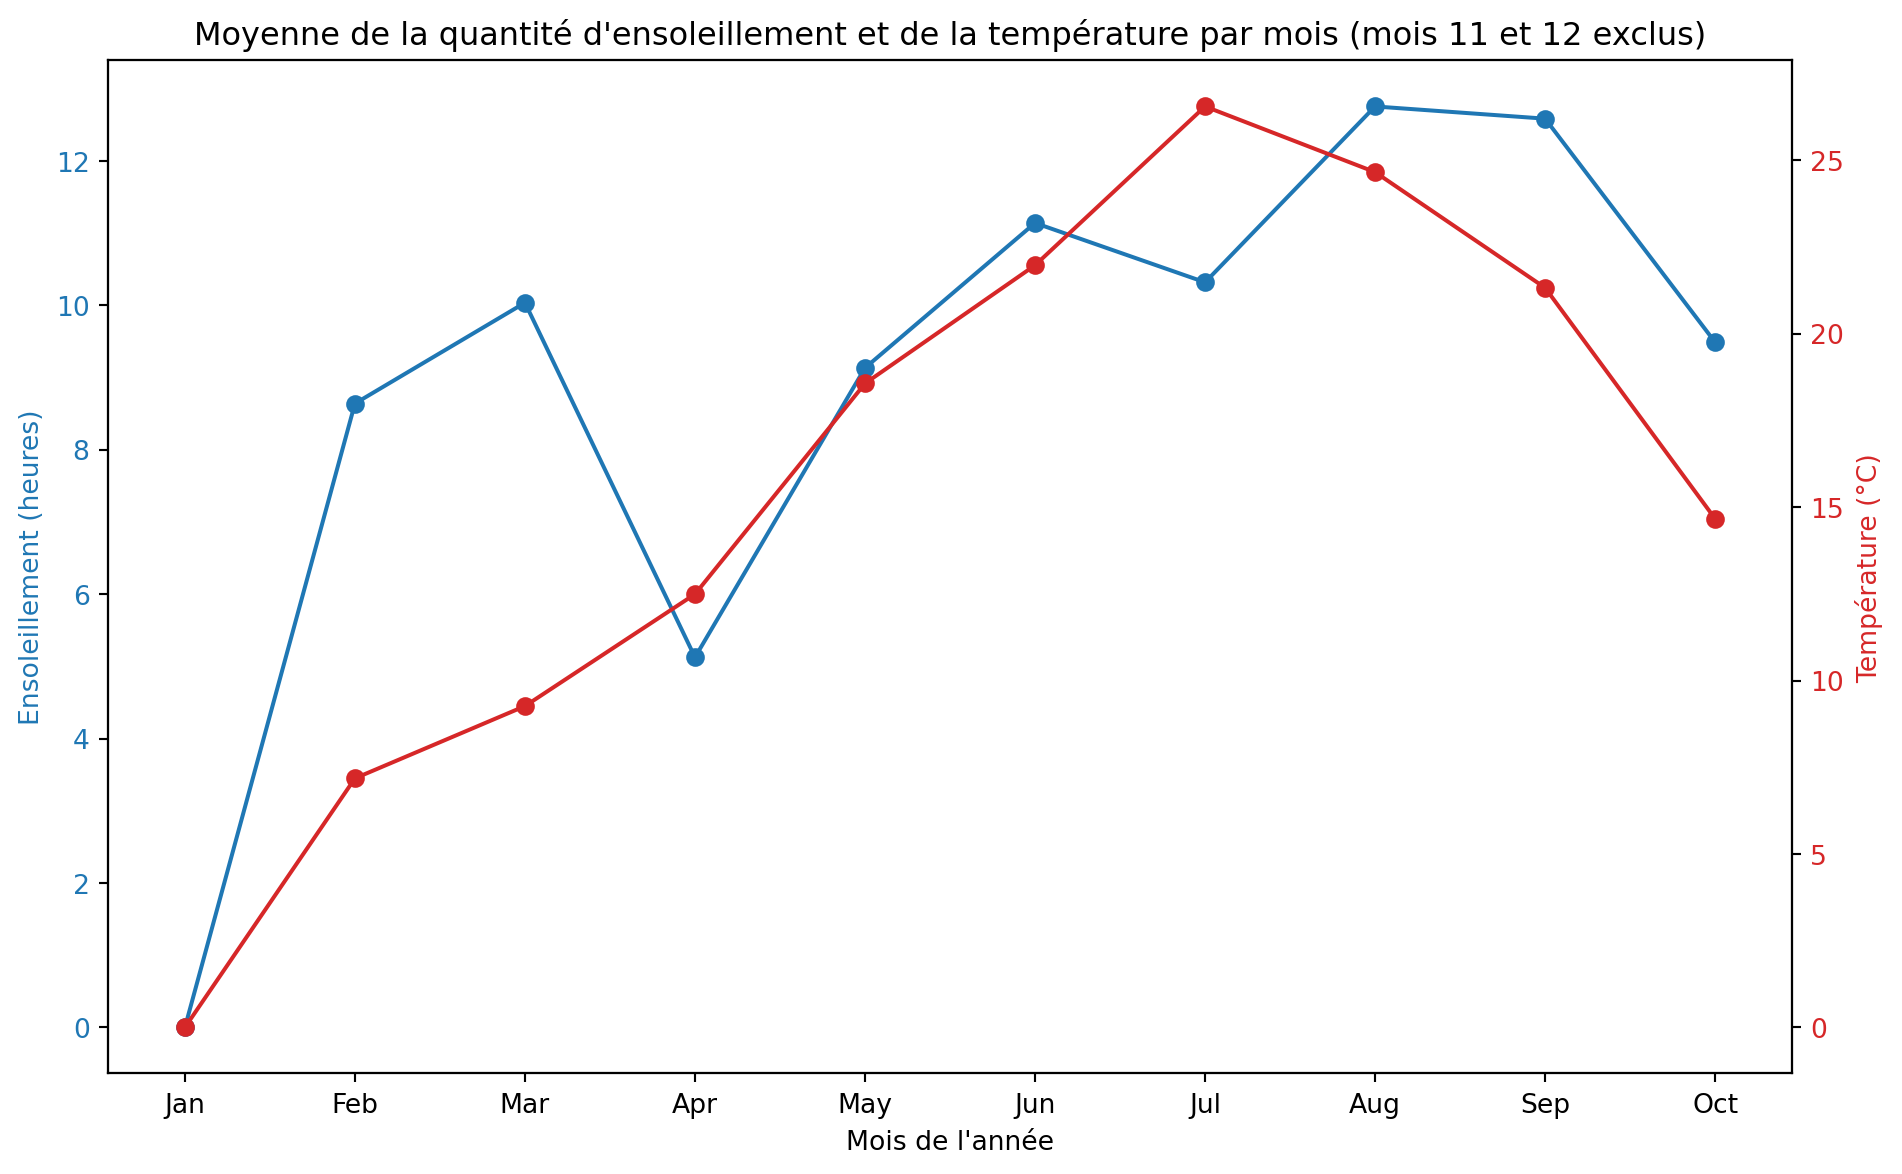 Moyenne de la quantité d'ensoleillement et de la température par mois (mois 11 et 12 exclus)
Ensoleillement (heures)
12
10
8
6
4
2
0
25
20
15
10
5
0
Température (°C)
Jan Feb Mar Apr May Jun Jul Aug Sep Oct
Mois de l'année